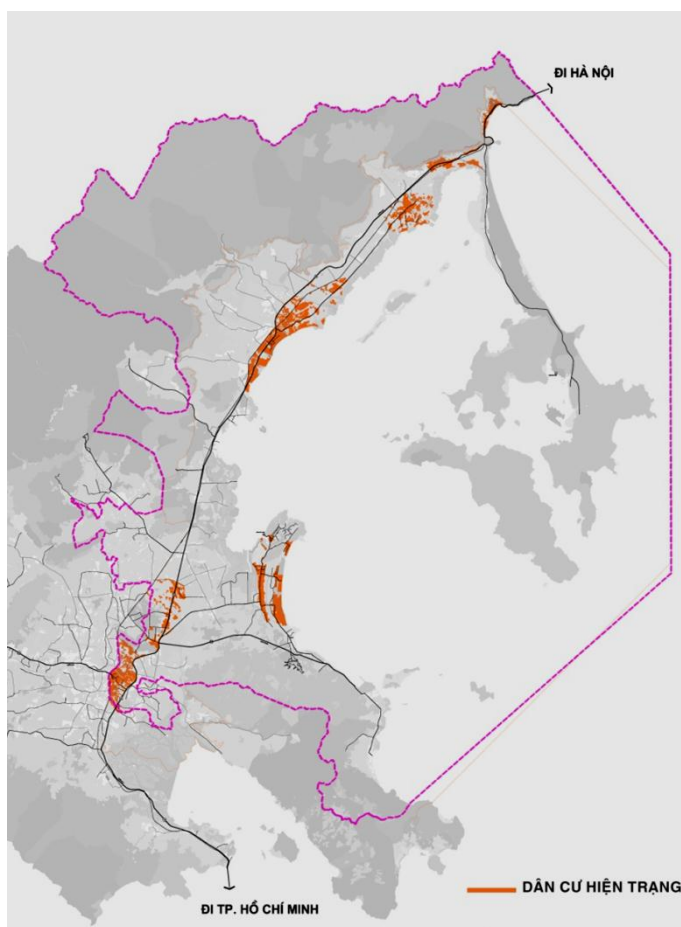 ĐI HÀ NỘI
DÂN CƯ HIỆN TRẠNG
ĐI TP. HỒ CHÍ MINH